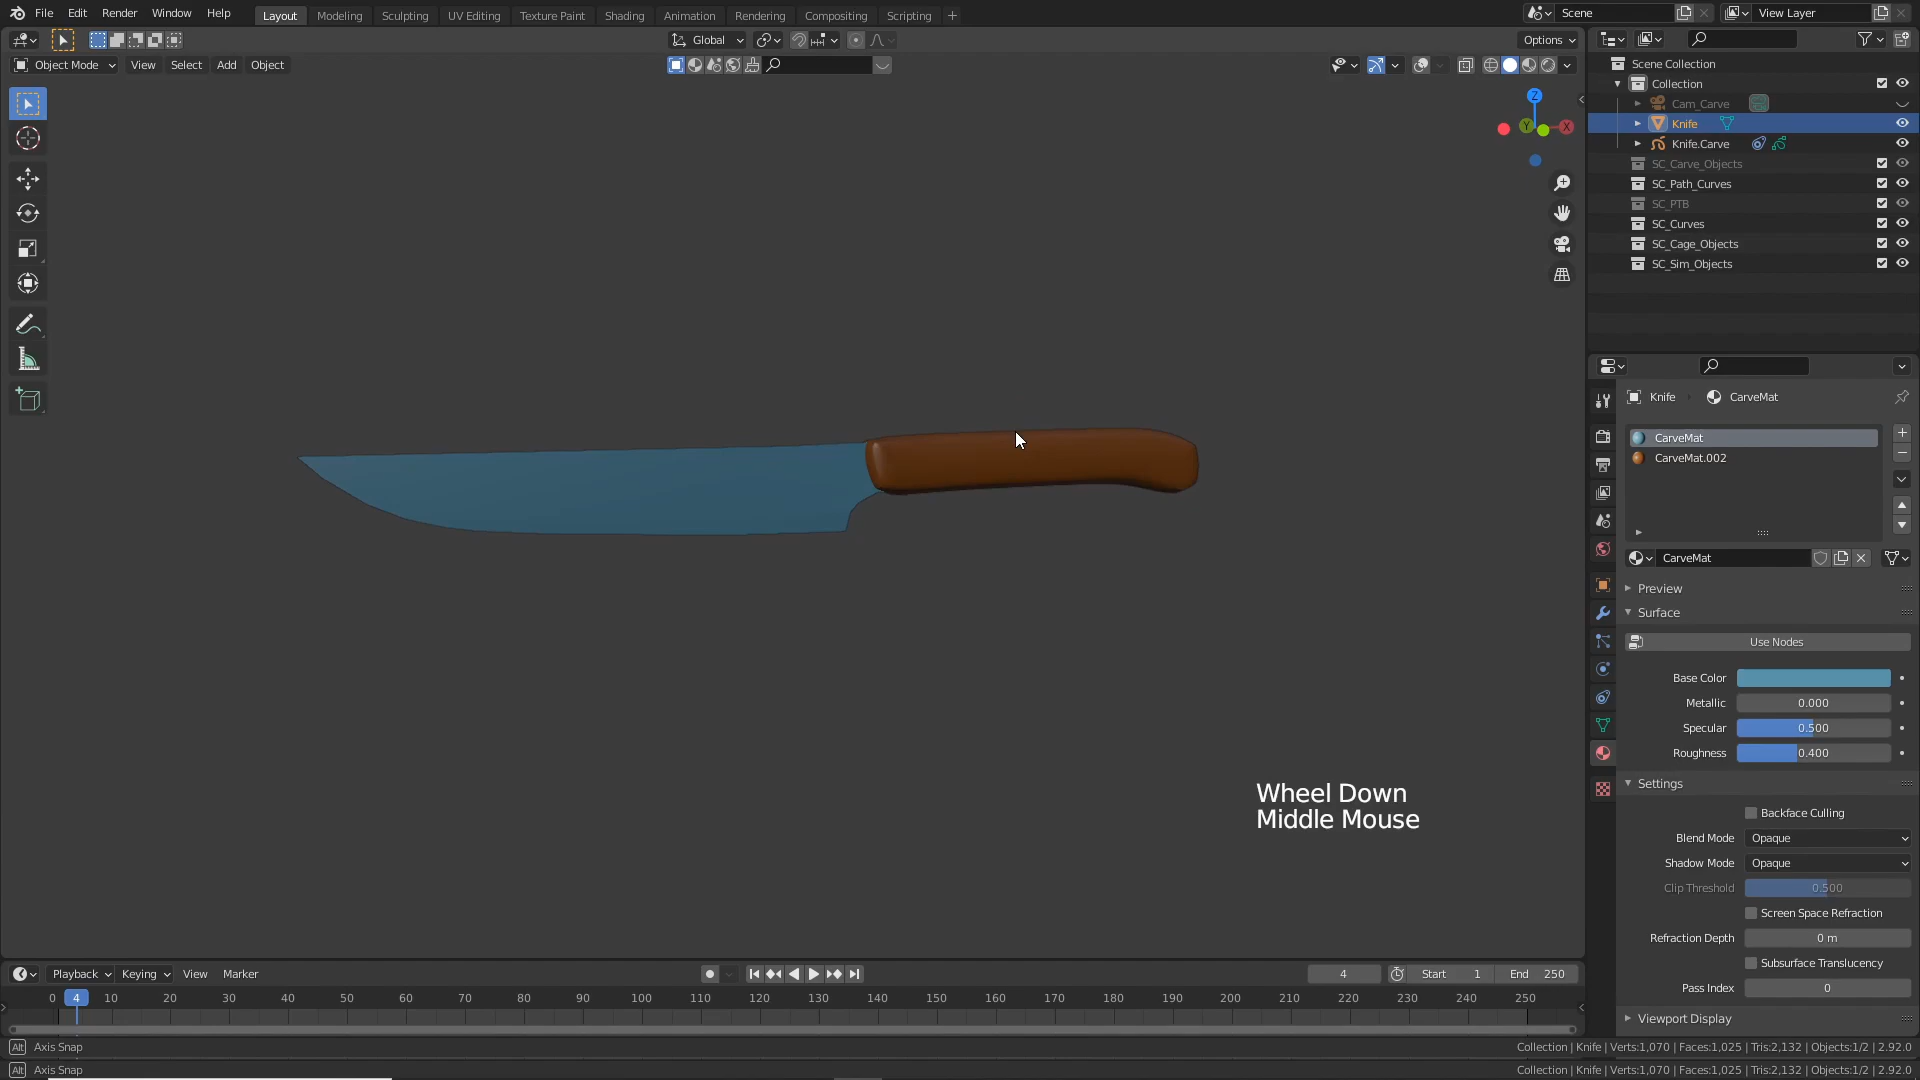 File Edit Render Window Help Layout Modeling Sculpting UV Editing Texture Paint Shading Animation Rendering Compositing Scripting + Scene View Layer
Global Options
Object Mode View Select Add Object
Z
Y X
Scene Collection
Collection
Cam_Carve
Knife
Knife.Carve
SC_Carve_Objects
SC_Path_Curves
SC_PTB
SC_Curves
SC_Cage_Objects
SC_Sim_Objects
Knife CarveMat
CarveMat
CarveMat.002
CarveMat
Preview
Surface
Use Nodes
Base Color
Metallic 0.000
Specular 0.500
Roughness 0.400
Settings
Backface Culling
Blend Mode Opaque
Shadow Mode Opaque
Clip Threshold 0.500
Screen Space Refraction
Refraction Depth 0 m
Subsurface Translucency
Pass Index 0
Viewport Display
Wheel Down
Middle Mouse
Playback Keying View Marker 4 Start 1 End 250
0 4 10 20 30 40 50 60 70 80 90 100 110 120 130 140 150 160 170 180 190 200 210 220 230 240 250
Alt Axis Snap Collection | Knife | Verts:1,070 | Faces:1,025 | Tris:2,132 | Objects:1/2 | 2.92.0
Alt Axis Snap Collection | Knife | Verts:1,070 | Faces:1,025 | Tris:2,132 | Objects:1/2 | 2.92.0